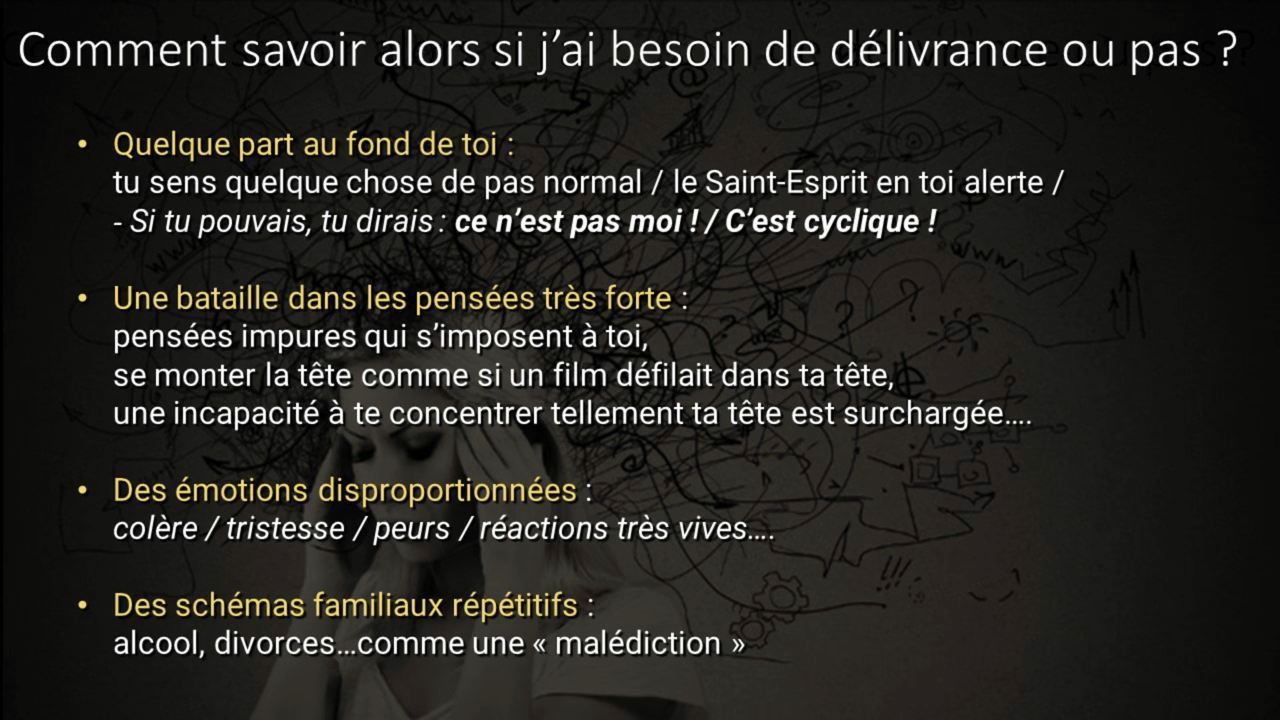 Comment savoir alors si j’ai besoin de délivrance ou pas ?
• Quelque part au fond de toi :
tu sens quelque chose de pas normal / le Saint-Esprit en toi alerte /
- Si tu pouvais, tu dirais : ce n’est pas moi ! / C’est cyclique !
• Une bataille dans les pensées très forte :
pensées impures qui s’imposent à toi,
se monter la tête comme si un film défilait dans ta tête,
une incapacité à te concentrer tellement ta tête est surchargée….
• Des émotions disproportionnées :
colère / tristesse / peurs / réactions très vives….
• Des schémas familiaux répétitifs :
alcool, divorces…comme une « malédiction »
www
www
???
!!!